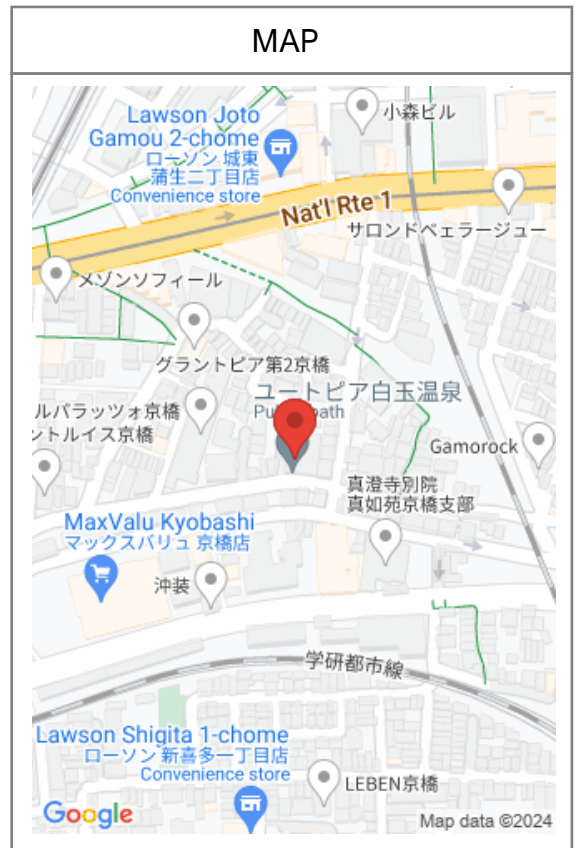 MAP
Lawson Joto
Gamou 2-chome
ローソン 城東
蒲生二丁目店
Convenience store
小森ビル
Nat'l Rte 1
サロンドベェラージュー
メゾンソフィール
グラントピア第2京橋
ユートピア白玉温泉
ルパラッツォ京橋
ントルイス京橋
Gamorock
真澄寺別院
真如苑京橋支部
MaxValu Kyobashi
マックスバリュ 京橋店
沖装
学研都市線
Lawson Shigita 1-chome
ローソン 新喜多一丁目店
Convenience store
LEBEN京橋
Google
Map data ©2024